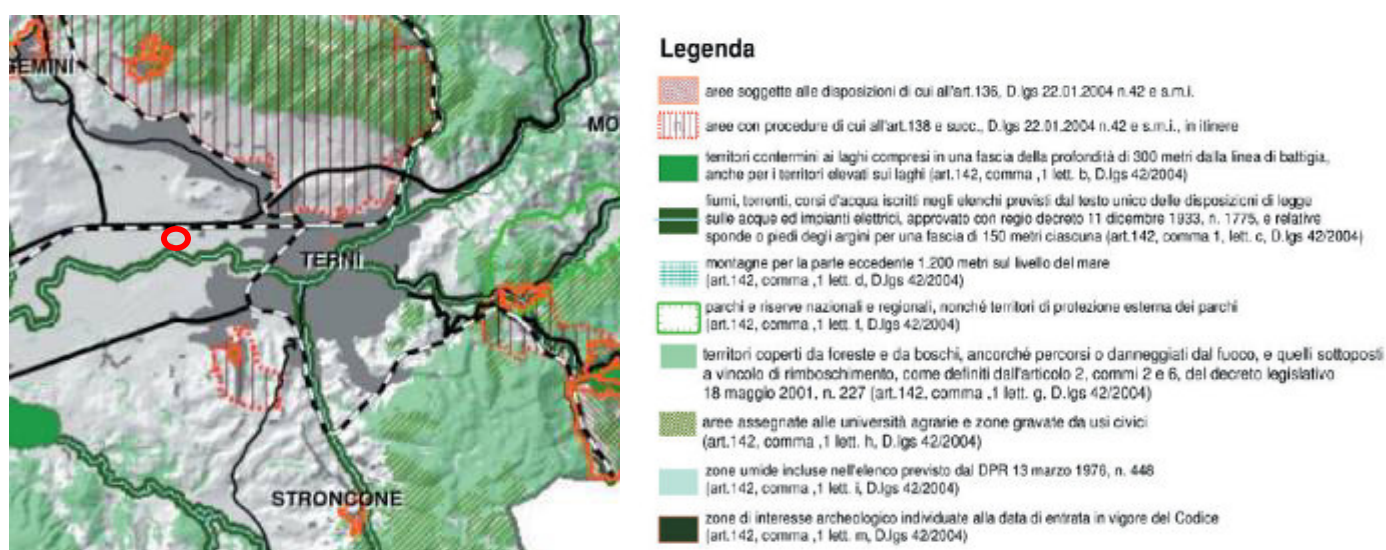 EMINI
MO
TERNI
STRONCONE
Legenda
aree soggette alle disposizioni di cui all'art.136, D.lgs 22.01.2004 n.42 e s.m.i.
aree con procedure di cui all'art.138 e succ., D.lgs 22.01.2004 n.42 e s.m.i., in itinere
territori contermini ai laghi compresi in una fascia della profondità di 300 metri dalla linea di battigia,
anche per i territori elevati sui laghi (art.142, comma ,1 lett. b, D.lgs 42/2004)
fiumi, torrenti, corsi d'acqua iscritti negli elenchi previsti dal testo unico delle disposizioni di legge
sulle acque ed impianti elettrici, approvato con regio decreto 11 dicembre 1933, n. 1775, e relative
sponde o piedi degli argini per una fascia di 150 metri ciascuna (art.142, comma 1, lett. c, D.lgs 42/2004)
montagne per la parte eccedente 1.200 metri sul livello del mare
(art.142, comma ,1 lett. d, D.lgs 42/2004)
parchi e riserve nazionali e regionali, nonché territori di protezione esterna dei parchi
(art.142, comma ,1 lett. f, D.lgs 42/2004)
territori coperti da foreste e da boschi, ancorché percorsi o danneggiati dal fuoco, e quelli sottoposti
a vincolo di rimboschimento, come definiti dall'articolo 2, commi 2 e 6, del decreto legislativo
18 maggio 2001, n. 227 (art.142, comma ,1 lett. g, D.lgs 42/2004)
aree assegnate alle università agrarie e zone gravate da usi civici
(art.142, comma ,1 lett. h, D.lgs 42/2004)
zone umide incluse nell'elenco previsto dal DPR 13 marzo 1976, n. 448
(art.142, comma ,1 lett. i, D.lgs 42/2004)
zone di interesse archeologico individuate alla data di entrata in vigore del Codice
(art.142, comma ,1 lett. m, D.lgs 42/2004)